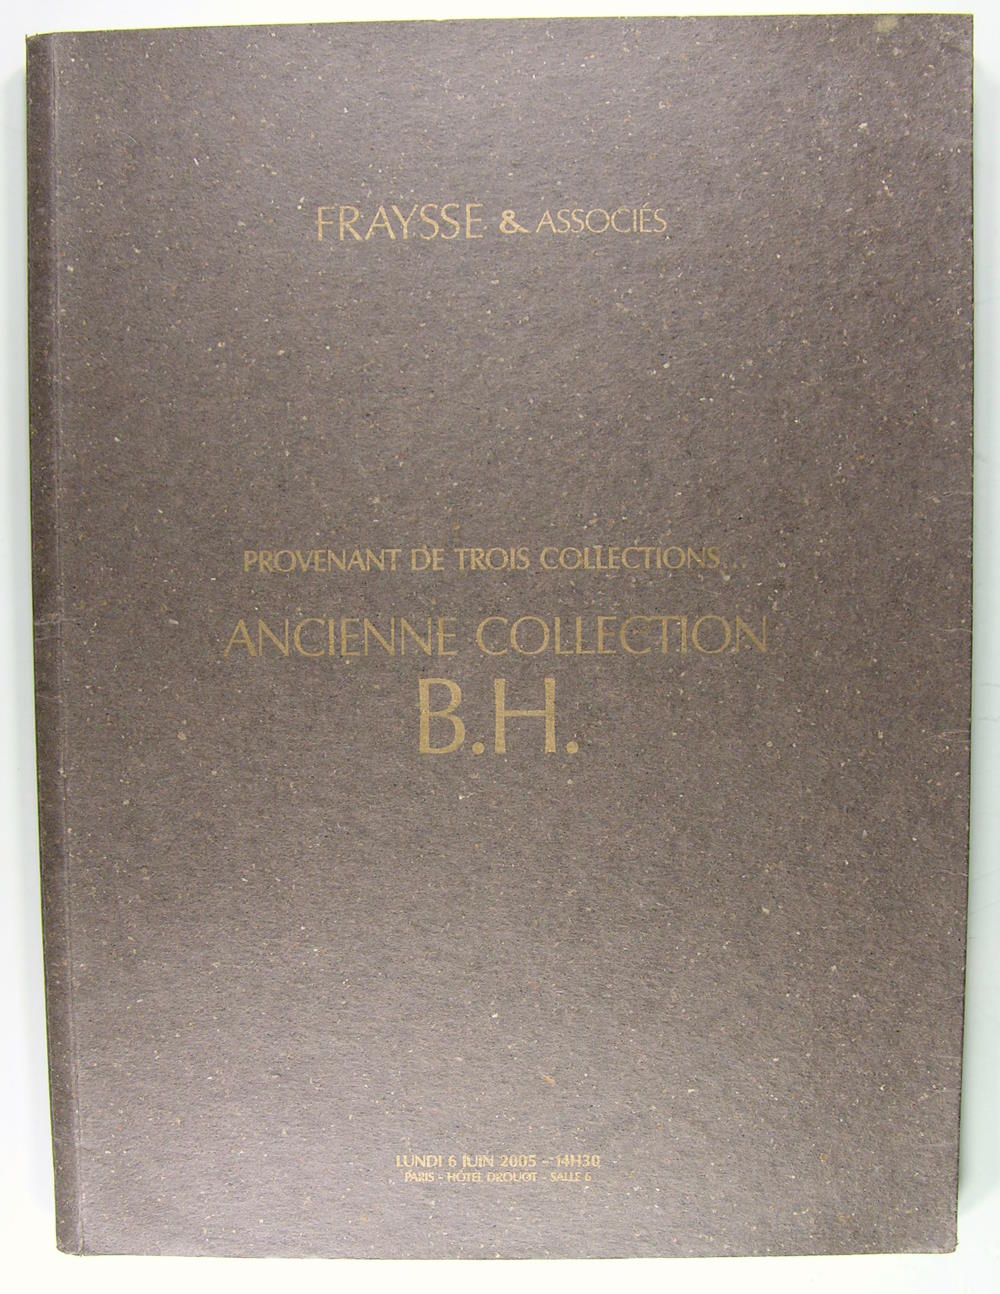 FRAYSSE & ASSOCIÉS
PROVENANT DE TROIS COLLECTIONS...
ANCIENNE COLLECTION
B.H.
LUNDI 6 JUIN 2005 - 14H30
PARIS - HÔTEL DROUOT - SALLE 6